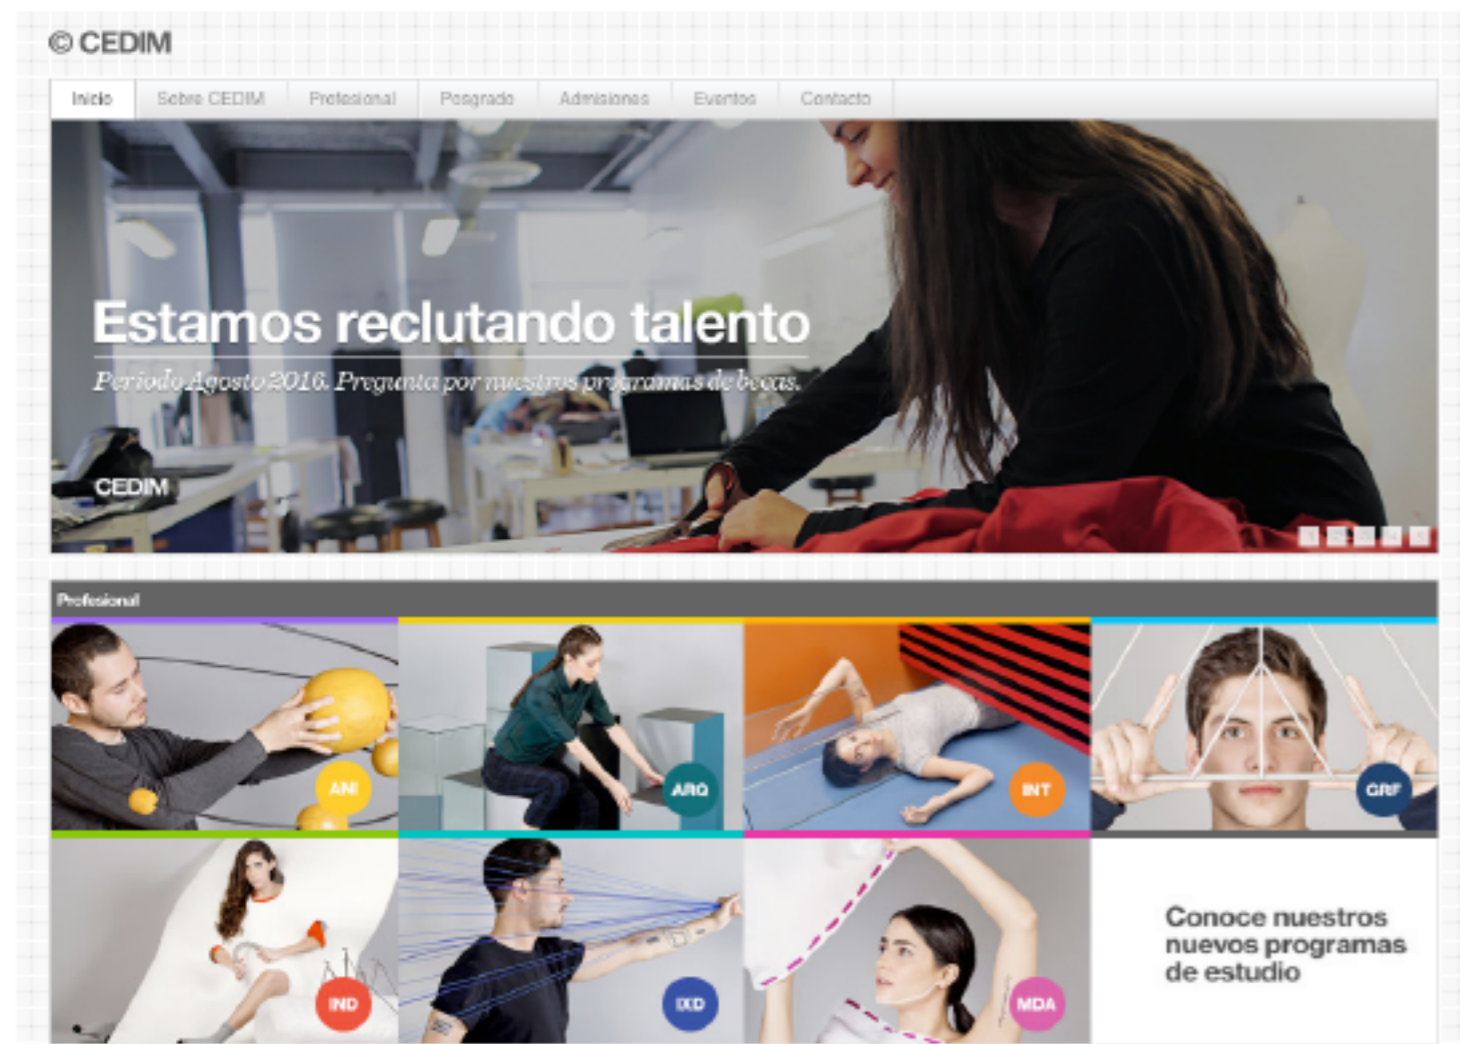 © CEDIM
Inicio Sobre CEDIM Profesional Posgrado Admisiones Eventos Contacto
Estamos reclutando talento
Periodo Agosto 2016. Pregunta por nuestros programas de becas.
CEDIM
Profesional
ANI ARQ INT GRF
IND IXD MDA
Conoce nuestros
nuevos programas
de estudio